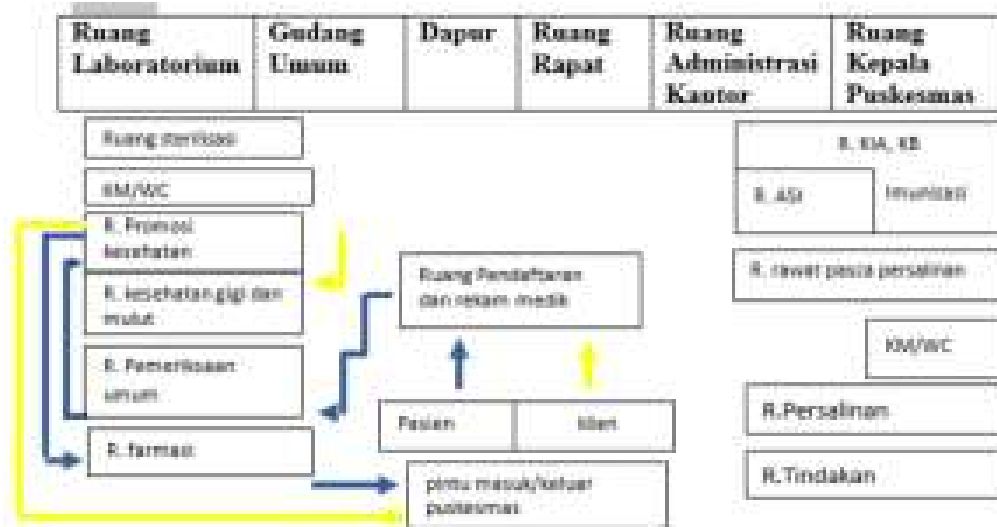 Ruang Laboratorium
Gudang Umum
Dapur
Ruang Rapat
Ruang Administrasi Kantor
Ruang Kepala Puskesmas
Ruang sterilisasi
KM/WC
R. Promosi
kesehatan
R. kesehatan gigi dan
mulut
R. Pemeriksaan
umum
R. farmasi
Ruang Pendaftaran
dan rekam medik
Pasien
klien
pintu masuk/keluar
puskesmas
R. KIA, KB
R. ASI
Imunisasi
R. rawat pasca persalinan
KM/WC
R.Persalinan
R.Tindakan